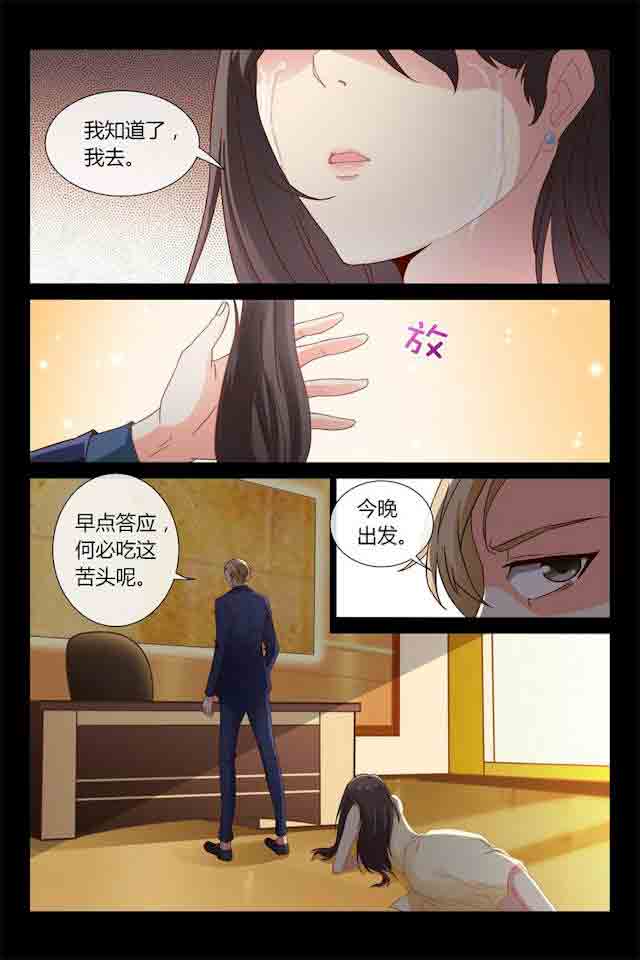 我知道了，
我去。
放
早点答应，
何必吃这
苦头呢。
今晚
出发。